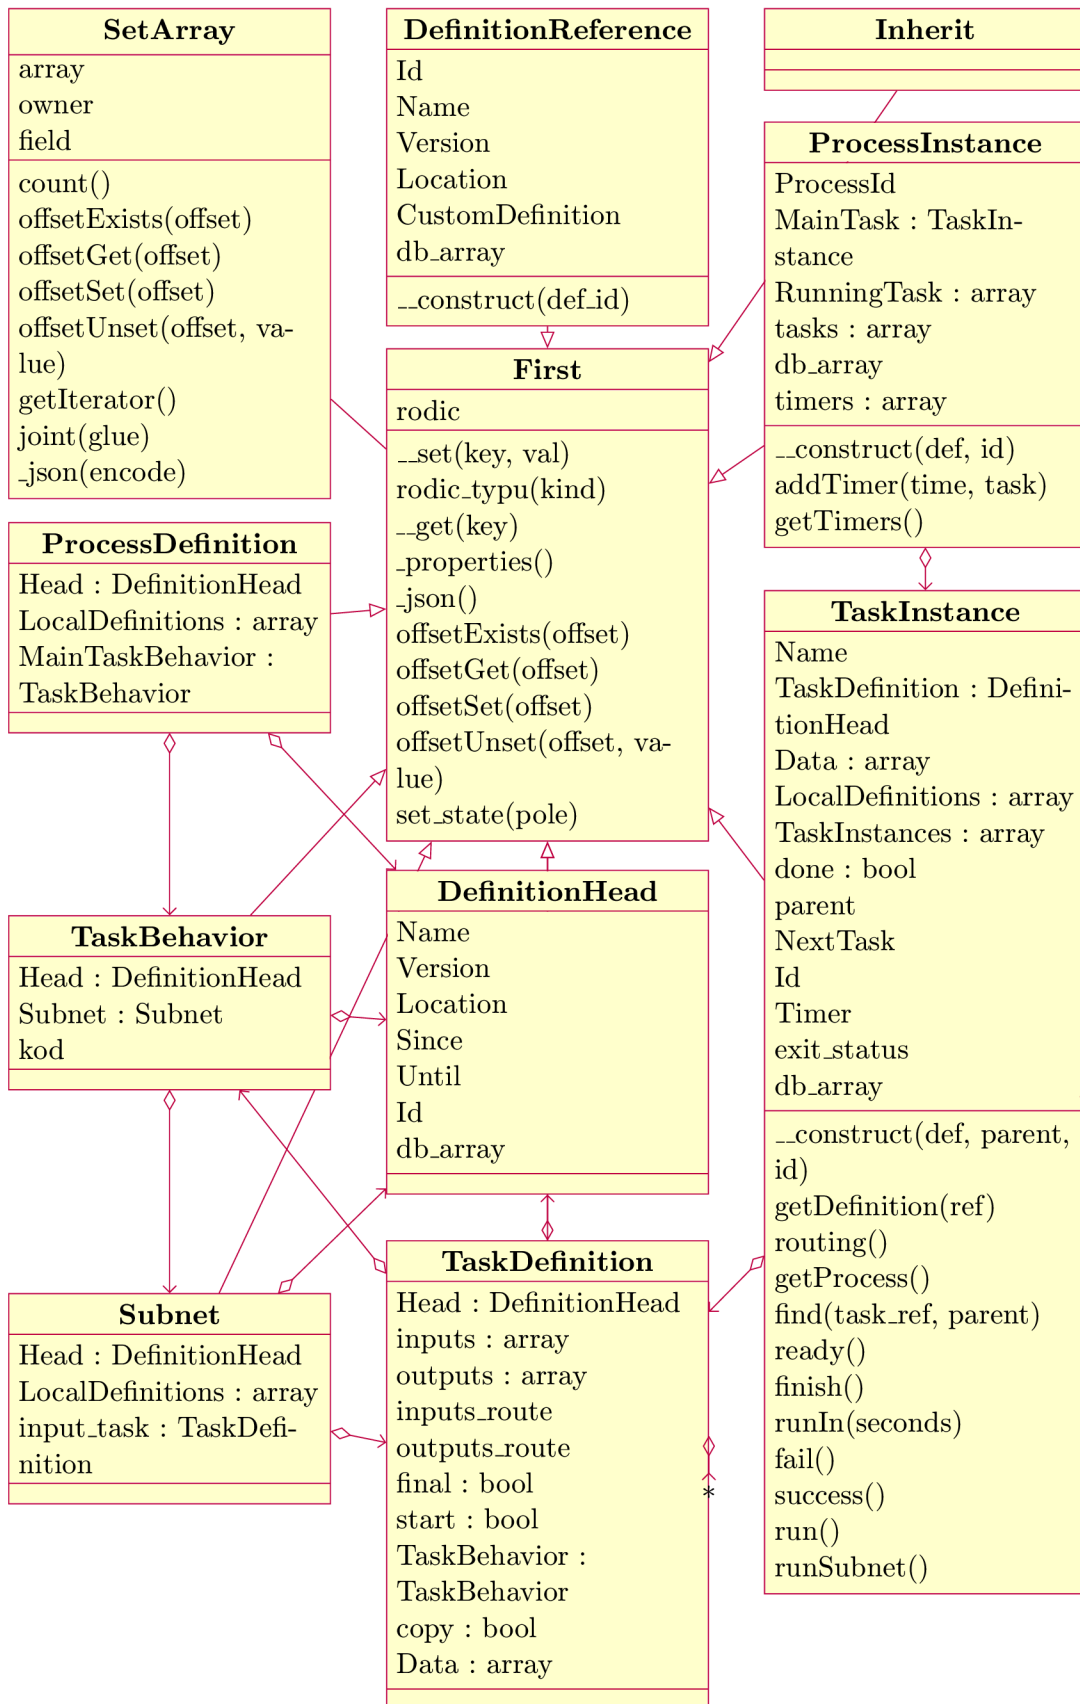 SetArray
array
owner
field
count()
offsetExists(offset)
offsetGet(offset)
offsetSet(offset)
offsetUnset(offset, va-
lue)
getIterator()
joint(glue)
_json(encode)
ProcessDefinition
Head : DefinitionHead
LocalDefinitions : array
MainTaskBehavior :
TaskBehavior
TaskBehavior
Head : DefinitionHead
Subnet : Subnet
kod
Subnet
Head : DefinitionHead
LocalDefinitions : array
input_task : TaskDefi-
nition
DefinitionReference
Id
Name
Version
Location
CustomDefinition
db_array
__construct(def_id)
First
rodic
__set(key, val)
rodic_typu(kind)
__get(key)
_properties()
_json()
offsetExists(offset)
offsetGet(offset)
offsetSet(offset)
offsetUnset(offset, va-
lue)
set_state(pole)
DefinitionHead
Name
Version
Location
Since
Until
Id
db_array
TaskDefinition
Head : DefinitionHead
inputs : array
outputs : array
inputs_route
outputs_route
final : bool
start : bool
TaskBehavior :
TaskBehavior
copy : bool
Data : array
*
Inherit
ProcessInstance
ProcessId
MainTask : TaskIn-
stance
RunningTask : array
tasks : array
db_array
timers : array
__construct(def, id)
addTimer(time, task)
getTimers()
TaskInstance
Name
TaskDefinition : Defini-
tionHead
Data : array
LocalDefinitions : array
TaskInstances : array
done : bool
parent
NextTask
Id
Timer
exit_status
db_array
__construct(def, parent,
id)
getDefinition(ref)
routing()
getProcess()
find(task_ref, parent)
ready()
finish()
runIn(seconds)
fail()
success()
run()
runSubnet()